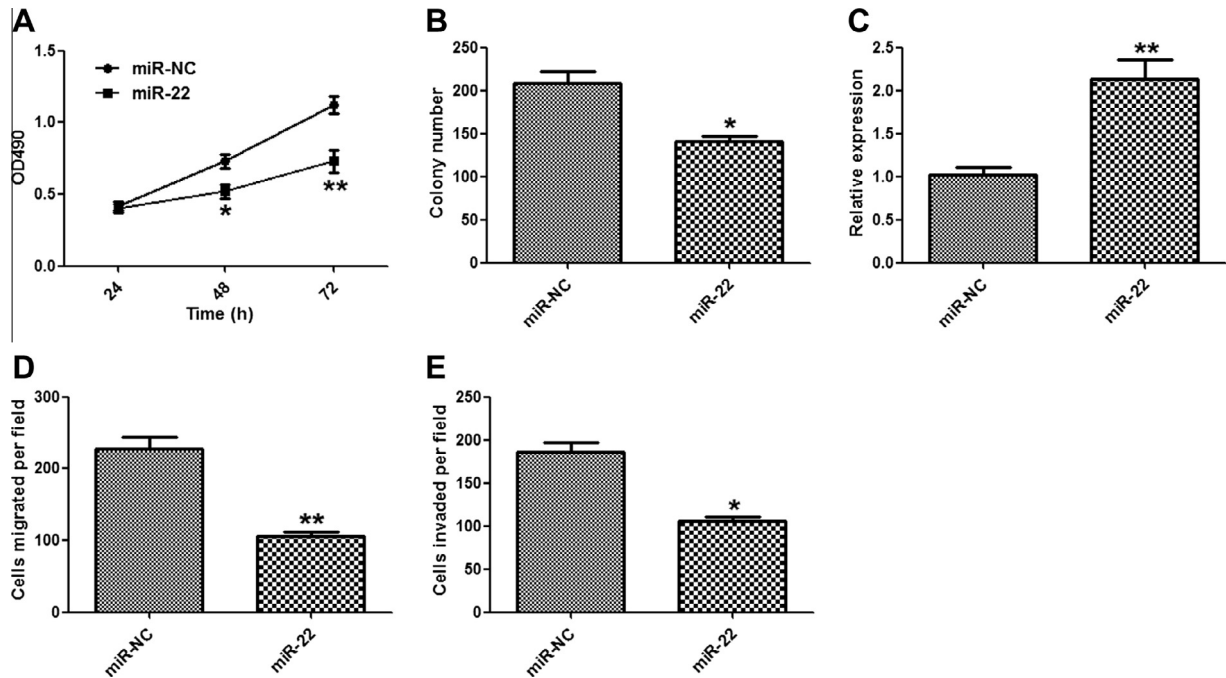 A
1.5
1.0
0.5
0.0
OD490
miR-NC
miR-22
*
**
24
48
72
Time (h)
B
250
200
150
100
50
0
Colony number
*
miR-NC
miR-22
C
2.5
2.0
1.5
1.0
0.5
0.0
Relative expression
**
miR-NC
miR-22
D
300
200
100
0
Cells migrated per field
**
miR-NC
miR-22
E
250
200
150
100
50
0
Cells invaded per field
*
miR-NC
miR-22